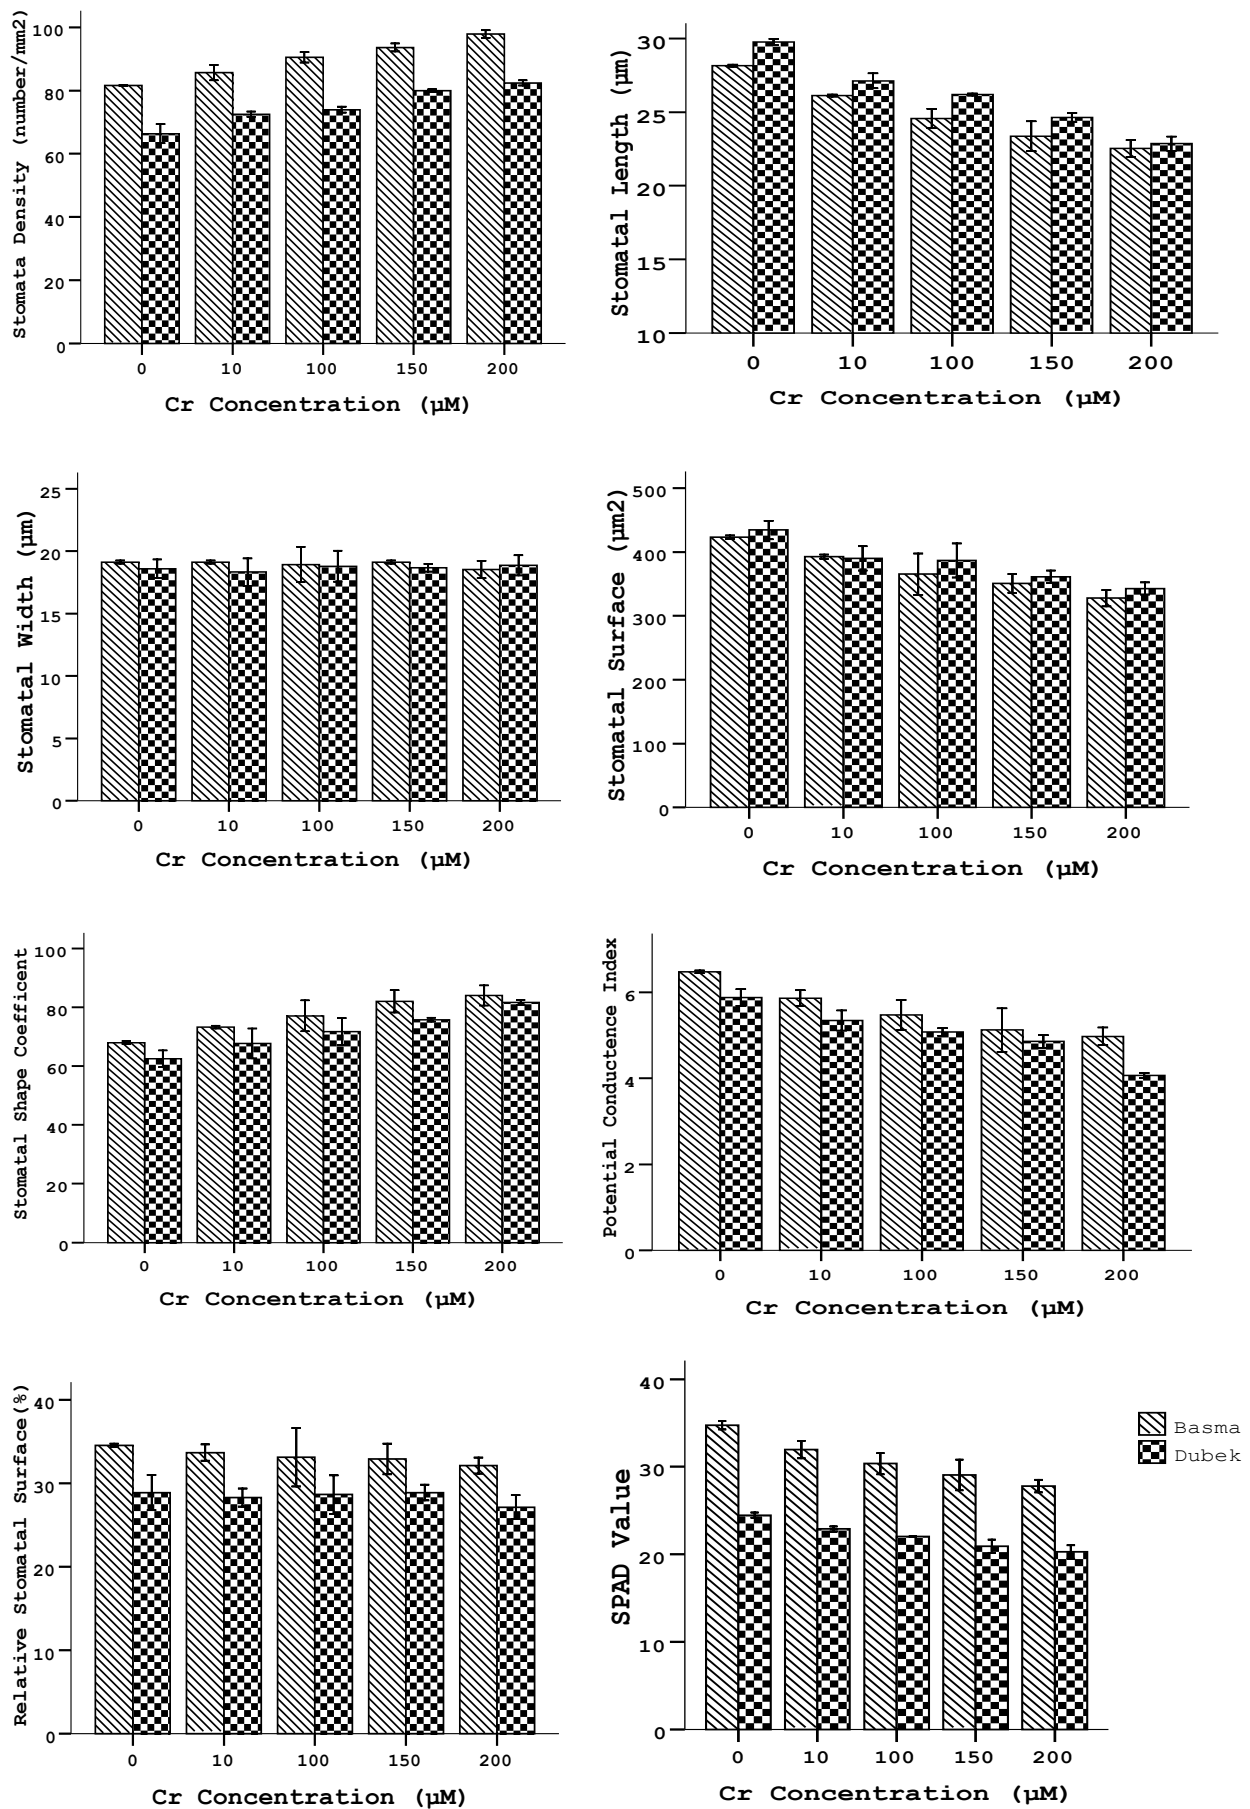 Stomata Density (number/mm2)
100
80
60
40
20
0
0 10 100 150 200
Cr Concentration (µM)
Stomatal Length (µm)
30
25
20
15
10
0 10 100 150 200
Cr Concentration (µM)
Stomatal Width (µm)
25
20
15
10
5
0
0 10 100 150 200
Cr Concentration (µM)
Stomatal Surface (µm2)
500
400
300
200
100
0
0 10 100 150 200
Cr Concentration (µM)
Stomatal Shape Coefficent
100
80
60
40
20
0
0 10 100 150 200
Cr Concentration (µM)
Potential Conductence Index
6
4
2
0
0 10 100 150 200
Cr Concentration (µM)
Relative Stomatal Surface(%)
40
30
20
10
0
0 10 100 150 200
Cr Concentration (µM)
SPAD Value
40
30
20
10
0
0 10 100 150 200
Cr Concentration (µM)
Basma
Dubek